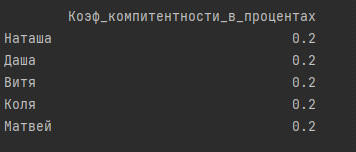 Коэф_компитентности_в_процентах
Наташа 0.2
Даша 0.2
Витя 0.2
Коля 0.2
Матвей 0.2